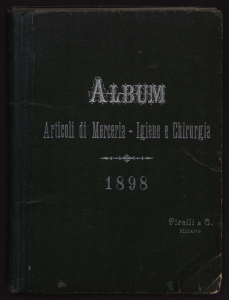 ALBUM
Articoli di Merceria - Igiene e Chirurgia
1898
Pirelli & C.
MILANO